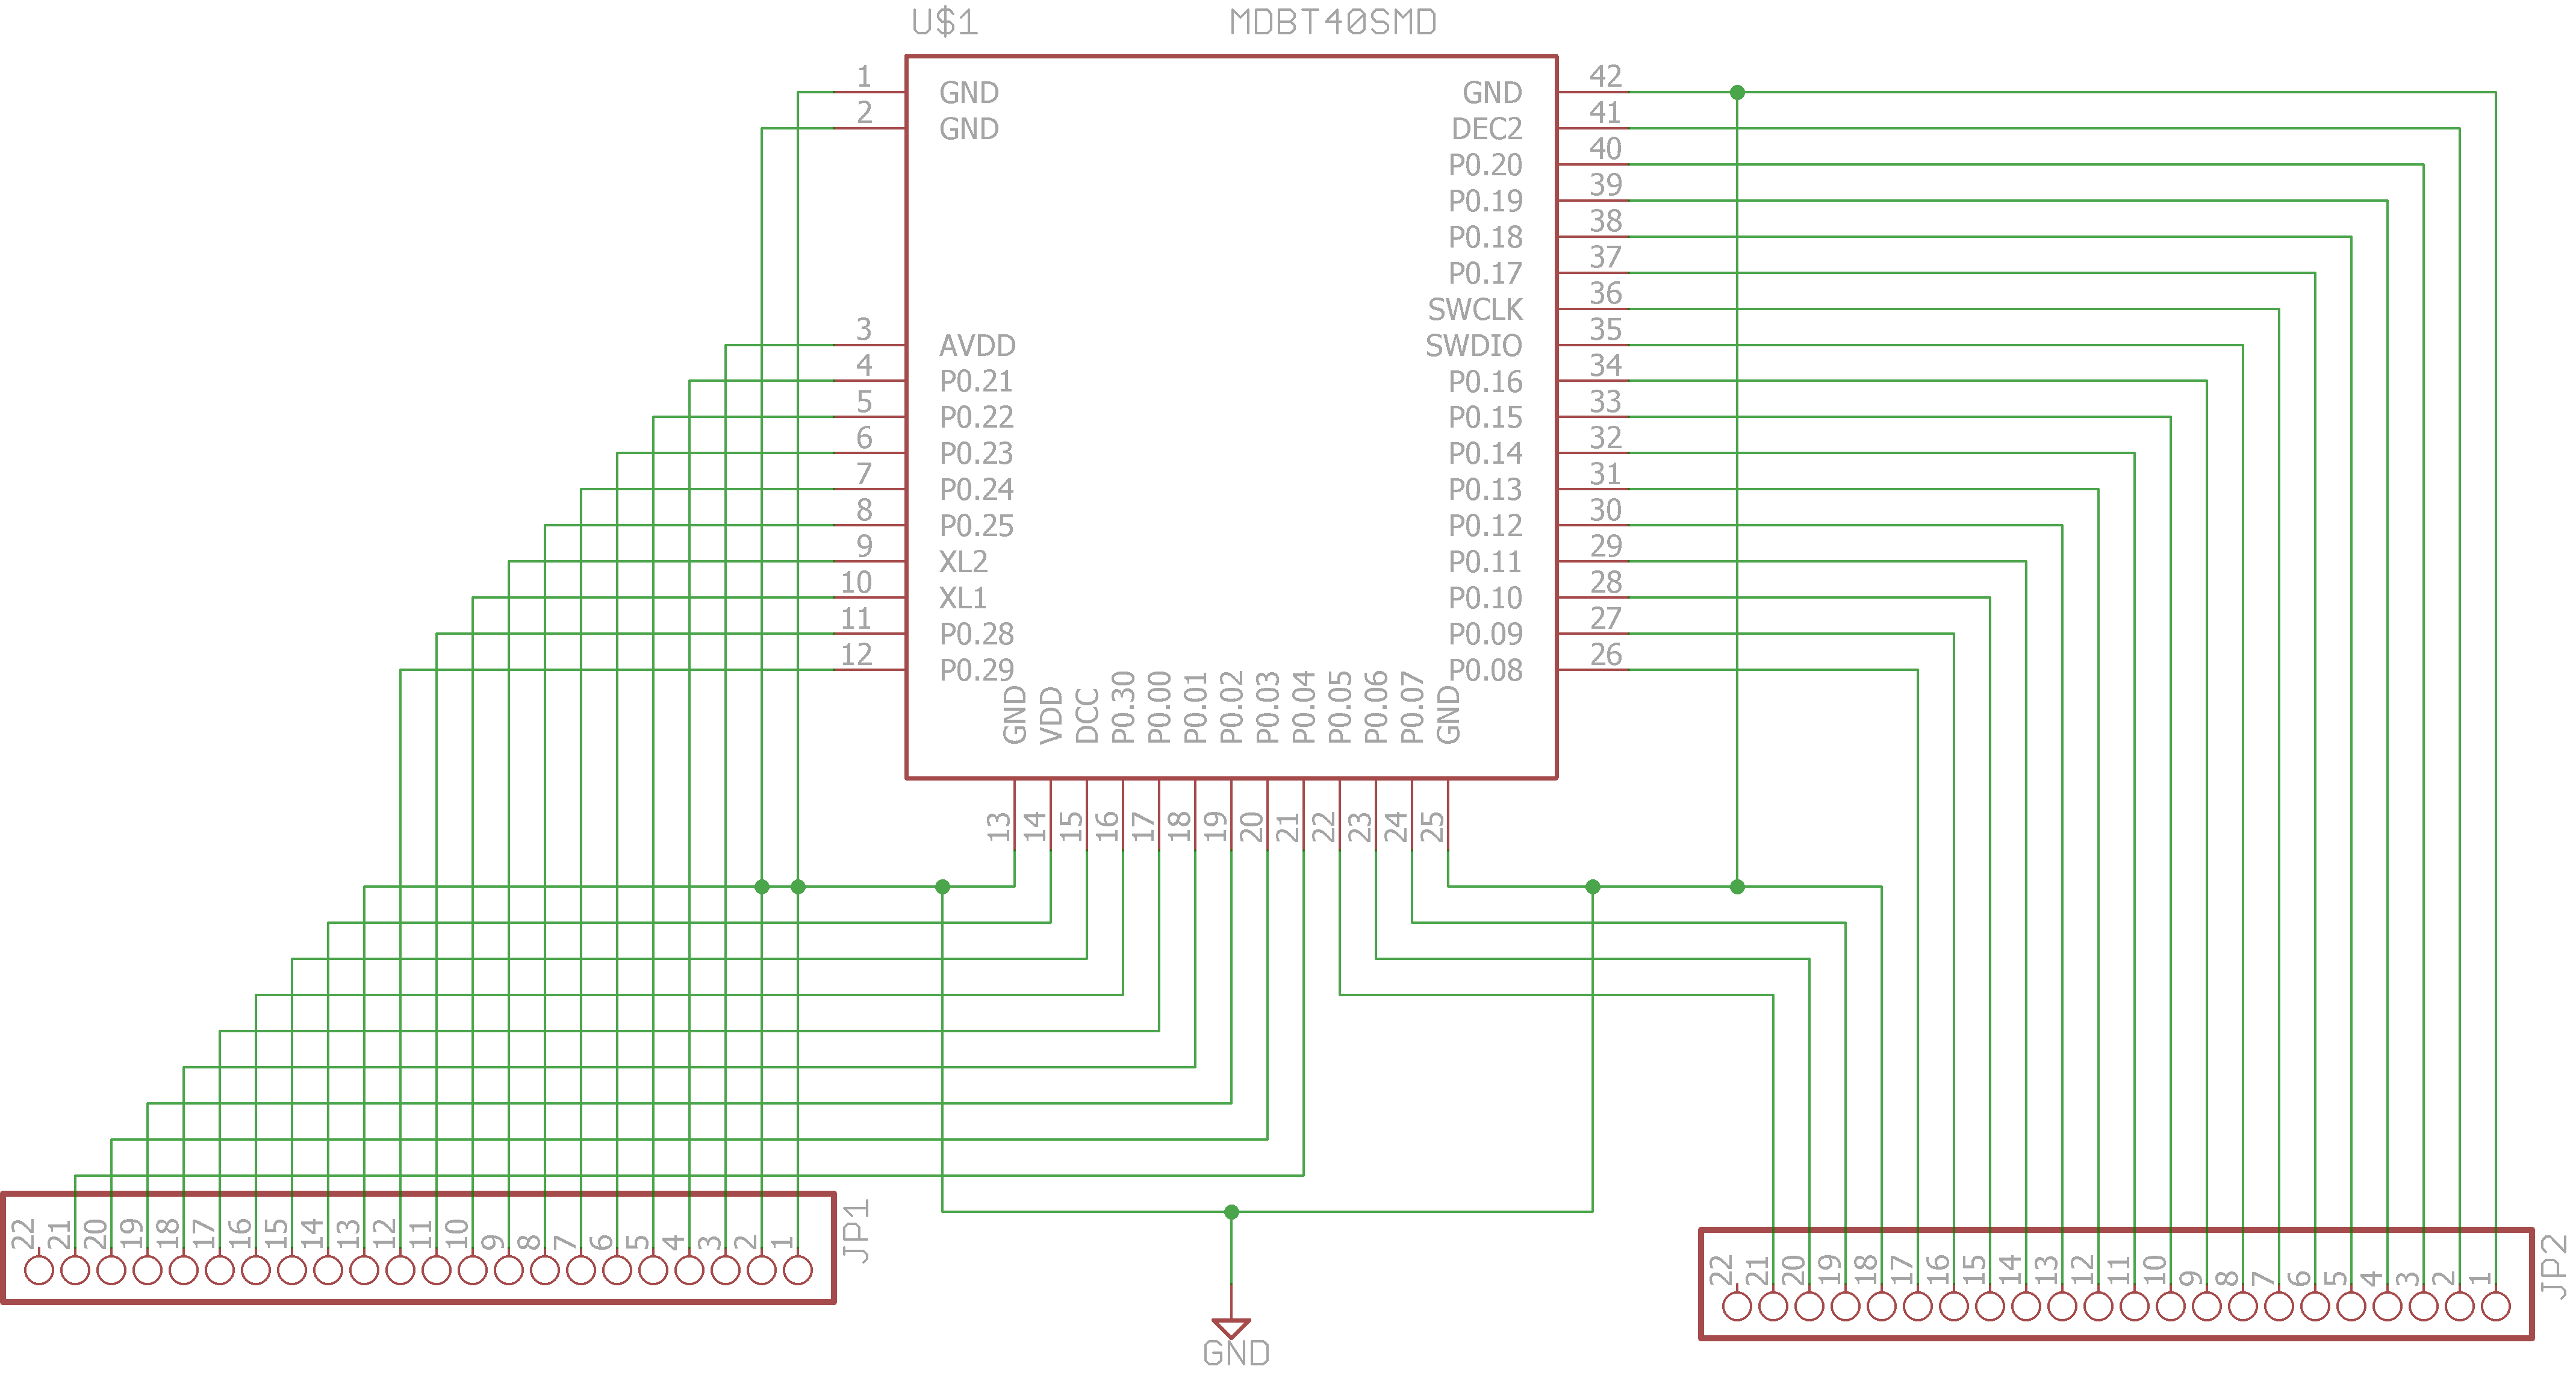 U$1 MDBT40SMD
1 GND GND 42
2 GND DEC2 41
P0.20 40
P0.19 39
P0.18 38
P0.17 37
SWCLK 36
3 AVDD SWDIO 35
4 P0.21 P0.16 34
5 P0.22 P0.15 33
6 P0.23 P0.14 32
7 P0.24 P0.13 31
8 P0.25 P0.12 30
9 XL2 P0.11 29
10 XL1 P0.10 28
11 P0.28 P0.09 27
12 P0.29 P0.08 26
GND VDD DCC P0.30 P0.00 P0.01 P0.02 P0.03 P0.04 P0.05 P0.06 P0.07 GND
13 14 15 16 17 18 19 20 21 22 23 24 25
22 21 20 19 18 17 16 15 14 13 12 11 10 9 8 7 6 5 4 3 2 1 JP1
22 21 20 19 18 17 16 15 14 13 12 11 10 9 8 7 6 5 4 3 2 1 JP2
GND